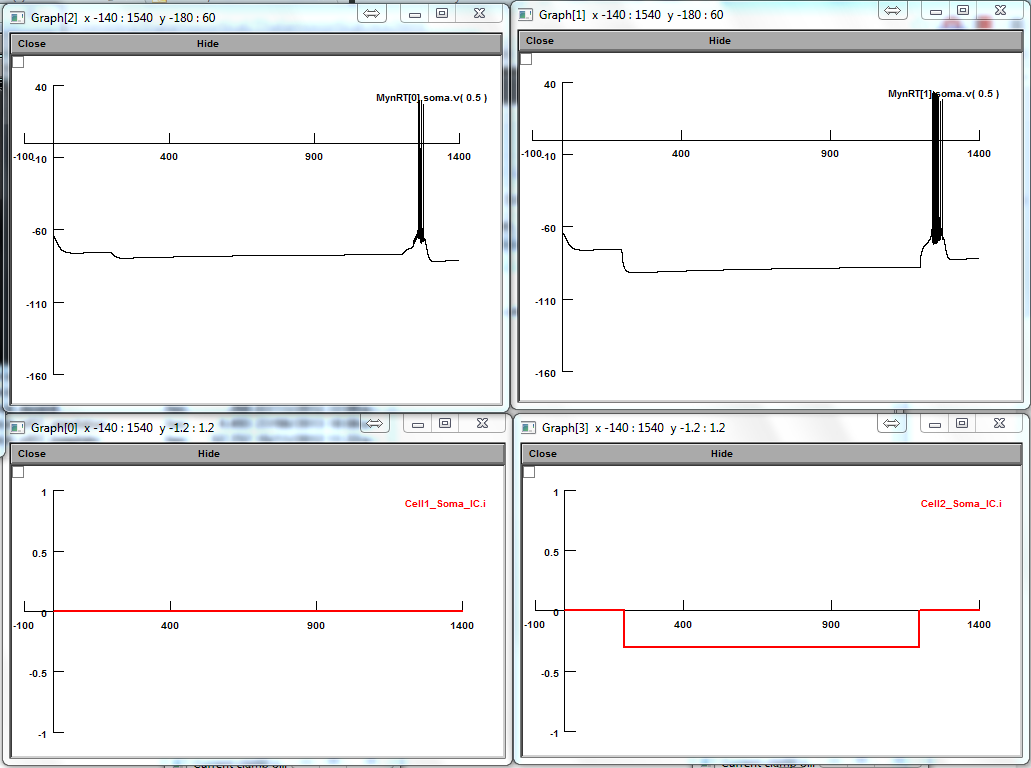 Graph[2] x -140 : 1540 y -180 : 60
Close Hide
40
MynRT[0].soma.v( 0.5 )
-100 -10 400 900 1400
-60
-110
-160
Graph[1] x -140 : 1540 y -180 : 60
Close Hide
40
MynRT[1].soma.v( 0.5 )
-100 -10 400 900 1400
-60
-110
-160
Graph[0] x -140 : 1540 y -1.2 : 1.2
Close Hide
1
Cell1_Soma_IC.i
0.5
0
-100 400 900 1400
-0.5
-1
Graph[3] x -140 : 1540 y -1.2 : 1.2
Close Hide
1
Cell2_Soma_IC.i
0.5
0
-100 400 900 1400
-0.5
-1